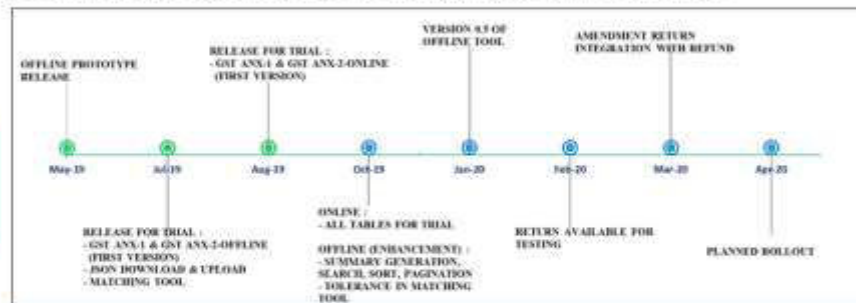 OFFLINE PROTOTYPE
RELEASE
RELEASE FOR TRIAL :
- GST ANX-1 & GST ANX-2-ONLINE
(FIRST VERSION)
VERSION 0.5 OF
OFFLINE TOOL
AMENDMENT RETURN
INTEGRATION WITH REFUND
May-19
Jul-19
Aug-19
Oct-19
Jan-20
Feb-20
Mar-20
Apr-20
RELEASE FOR TRIAL :
- GST ANX-1 & GST ANX-2-OFFLINE
(FIRST VERSION)
- JSON DOWNLOAD & UPLOAD
- MATCHING TOOL
ONLINE :
- ALL TABLES FOR TRIAL
OFFLINE (ENHANCEMENT) :
- SUMMARY GENERATION,
SEARCH, SORT, PAGINATION
- TOLERANCE IN MATCHING
TOOL
RETURN AVAILABLE FOR
TESTING
PLANNED ROLLOUT